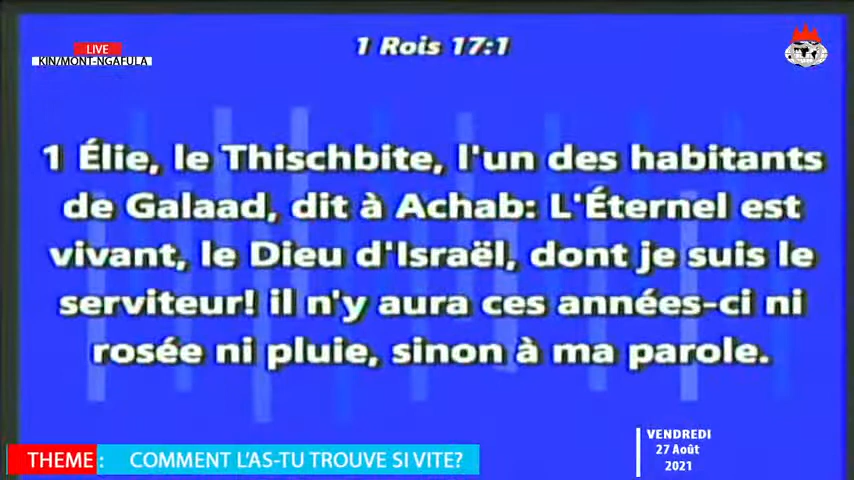 LIVE
KIN/MONT-NGAFULA
1 Rois 17:1
1 Élie, le Thischbite, l'un des habitants
de Galaad, dit à Achab: L'Éternel est
vivant, le Dieu d'Israël, dont je suis le
serviteur! il n'y aura ces années-ci ni
rosée ni pluie, sinon à ma parole.
THEME : COMMENT L'AS-TU TROUVE SI VITE?
VENDREDI
27 Août
2021